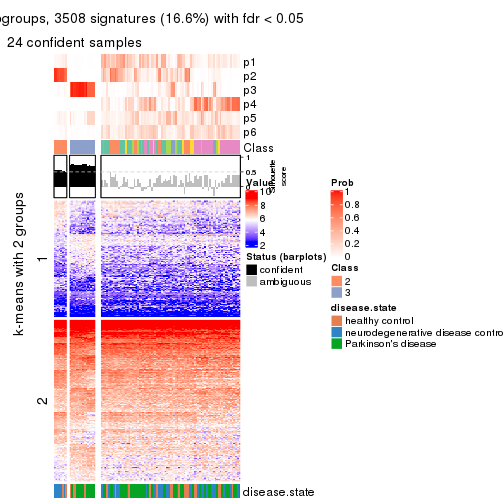 ogroups, 3508 signatures (16.6%) with fdr < 0.05
24 confident samples
p1
p2
p3
p4
p5
p6
Class
1
0.5
0
Silhouette
score
Value
10
8
6
4
2
Prob
1
0.8
0.6
0.4
0.2
0
Status (barplots)
confident
ambiguous
Class
2
3
disease.state
healthy control
neurodegenerative disease contro
Parkinson's disease
k-means with 2 groups
1
2
disease.state